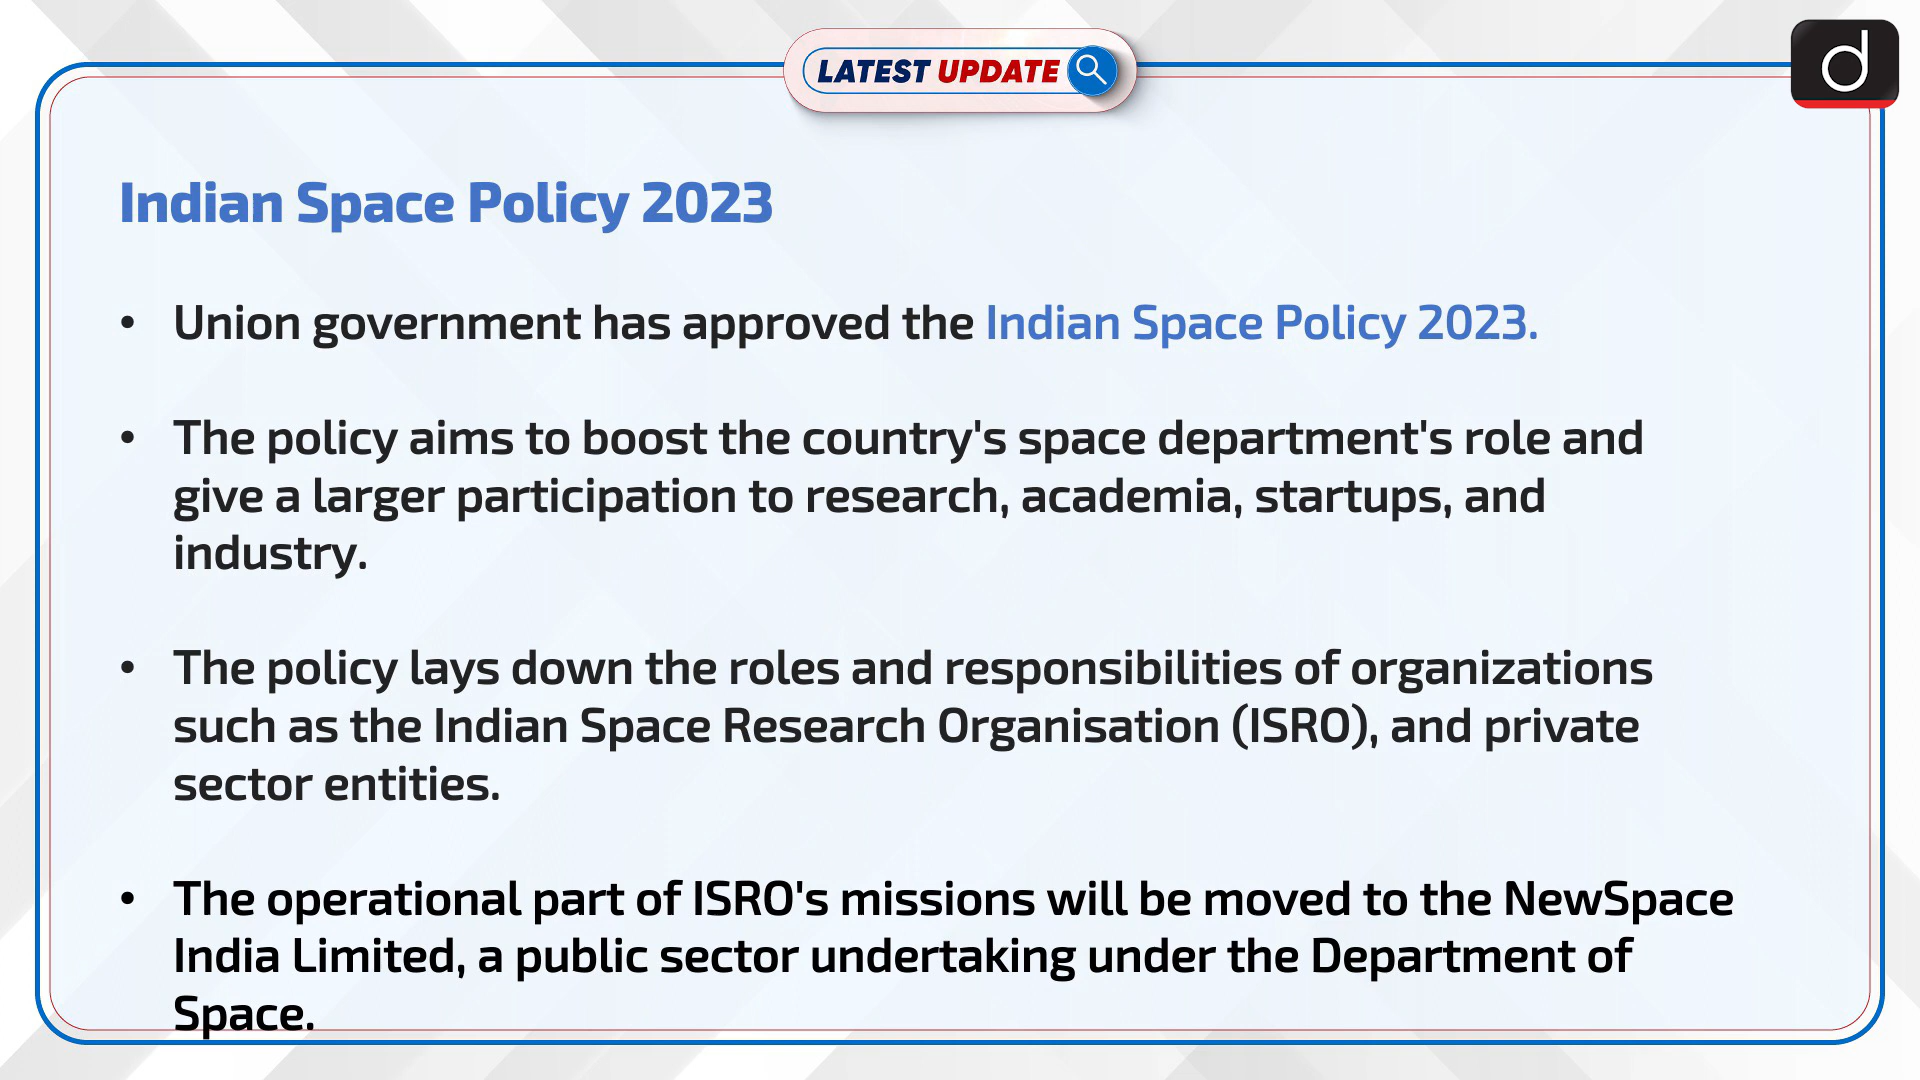 LATEST UPDATE
d
Indian Space Policy 2023
• Union government has approved the Indian Space Policy 2023.
• The policy aims to boost the country's space department's role and
give a larger participation to research, academia, startups, and
industry.
• The policy lays down the roles and responsibilities of organizations
such as the Indian Space Research Organisation (ISRO), and private
sector entities.
• The operational part of ISRO's missions will be moved to the NewSpace
India Limited, a public sector undertaking under the Department of
Space.